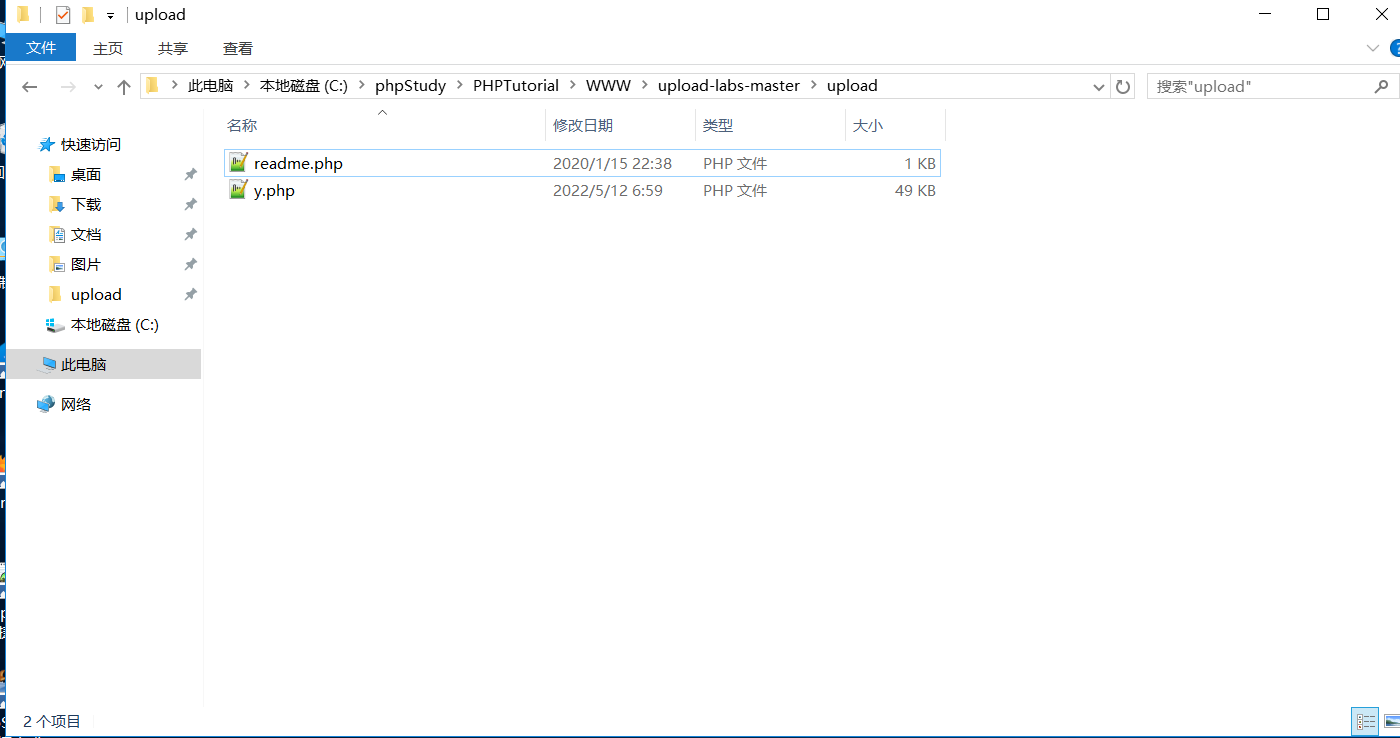 upload
文件 主页 共享 查看
此电脑 本地磁盘 (C:) phpStudy PHPTutorial WWW upload-labs-master upload 搜索"upload"
名称 修改日期 类型 大小
快速访问
桌面
下载
文档
图片
upload
本地磁盘 (C:)
此电脑
网络
readme.php 2020/1/15 22:38 PHP 文件 1 KB
y.php 2022/5/12 6:59 PHP 文件 49 KB
2 个项目